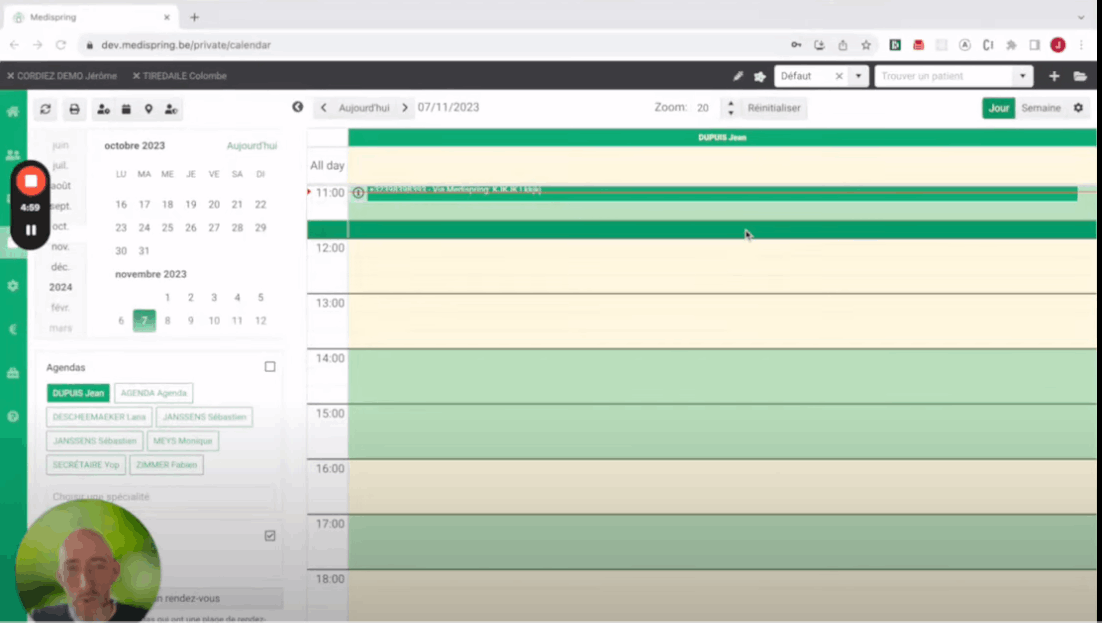 Medispring
dev.medispring.be/private/calendar
CORDIEZ DEMO Jérôme TIREDAILE Colombe
Défaut
Trouver un patient
Aujourd'hui 07/11/2023
Zoom: 20 Réinitialiser
Jour Semaine
DUPUIS Jean
All day
11:00
12:00
13:00
14:00
15:00
16:00
17:00
18:00
- Via Medispring:
juin
juil.
août
sept.
oct.
nov.
déc.
2024
févr.
mars
octobre 2023 Aujourd'hui
LU MA ME JE VE SA DI
16 17 18 19 20 21 22
23 24 25 26 27 28 29
30 31
novembre 2023
1 2 3 4 5
6 7 8 9 10 11 12
4:59
Agendas
DUPUIS Jean AGENDA Agenda
DESCHEEMAEKER Lana JANSSENS Sébastien
JANSSENS Sébastien MEYS Monique
SECRÉTAIRE Yop ZIMMER Fabien
Choisir une spécialité
n rendez-vous
qui ont une plage de rendez-